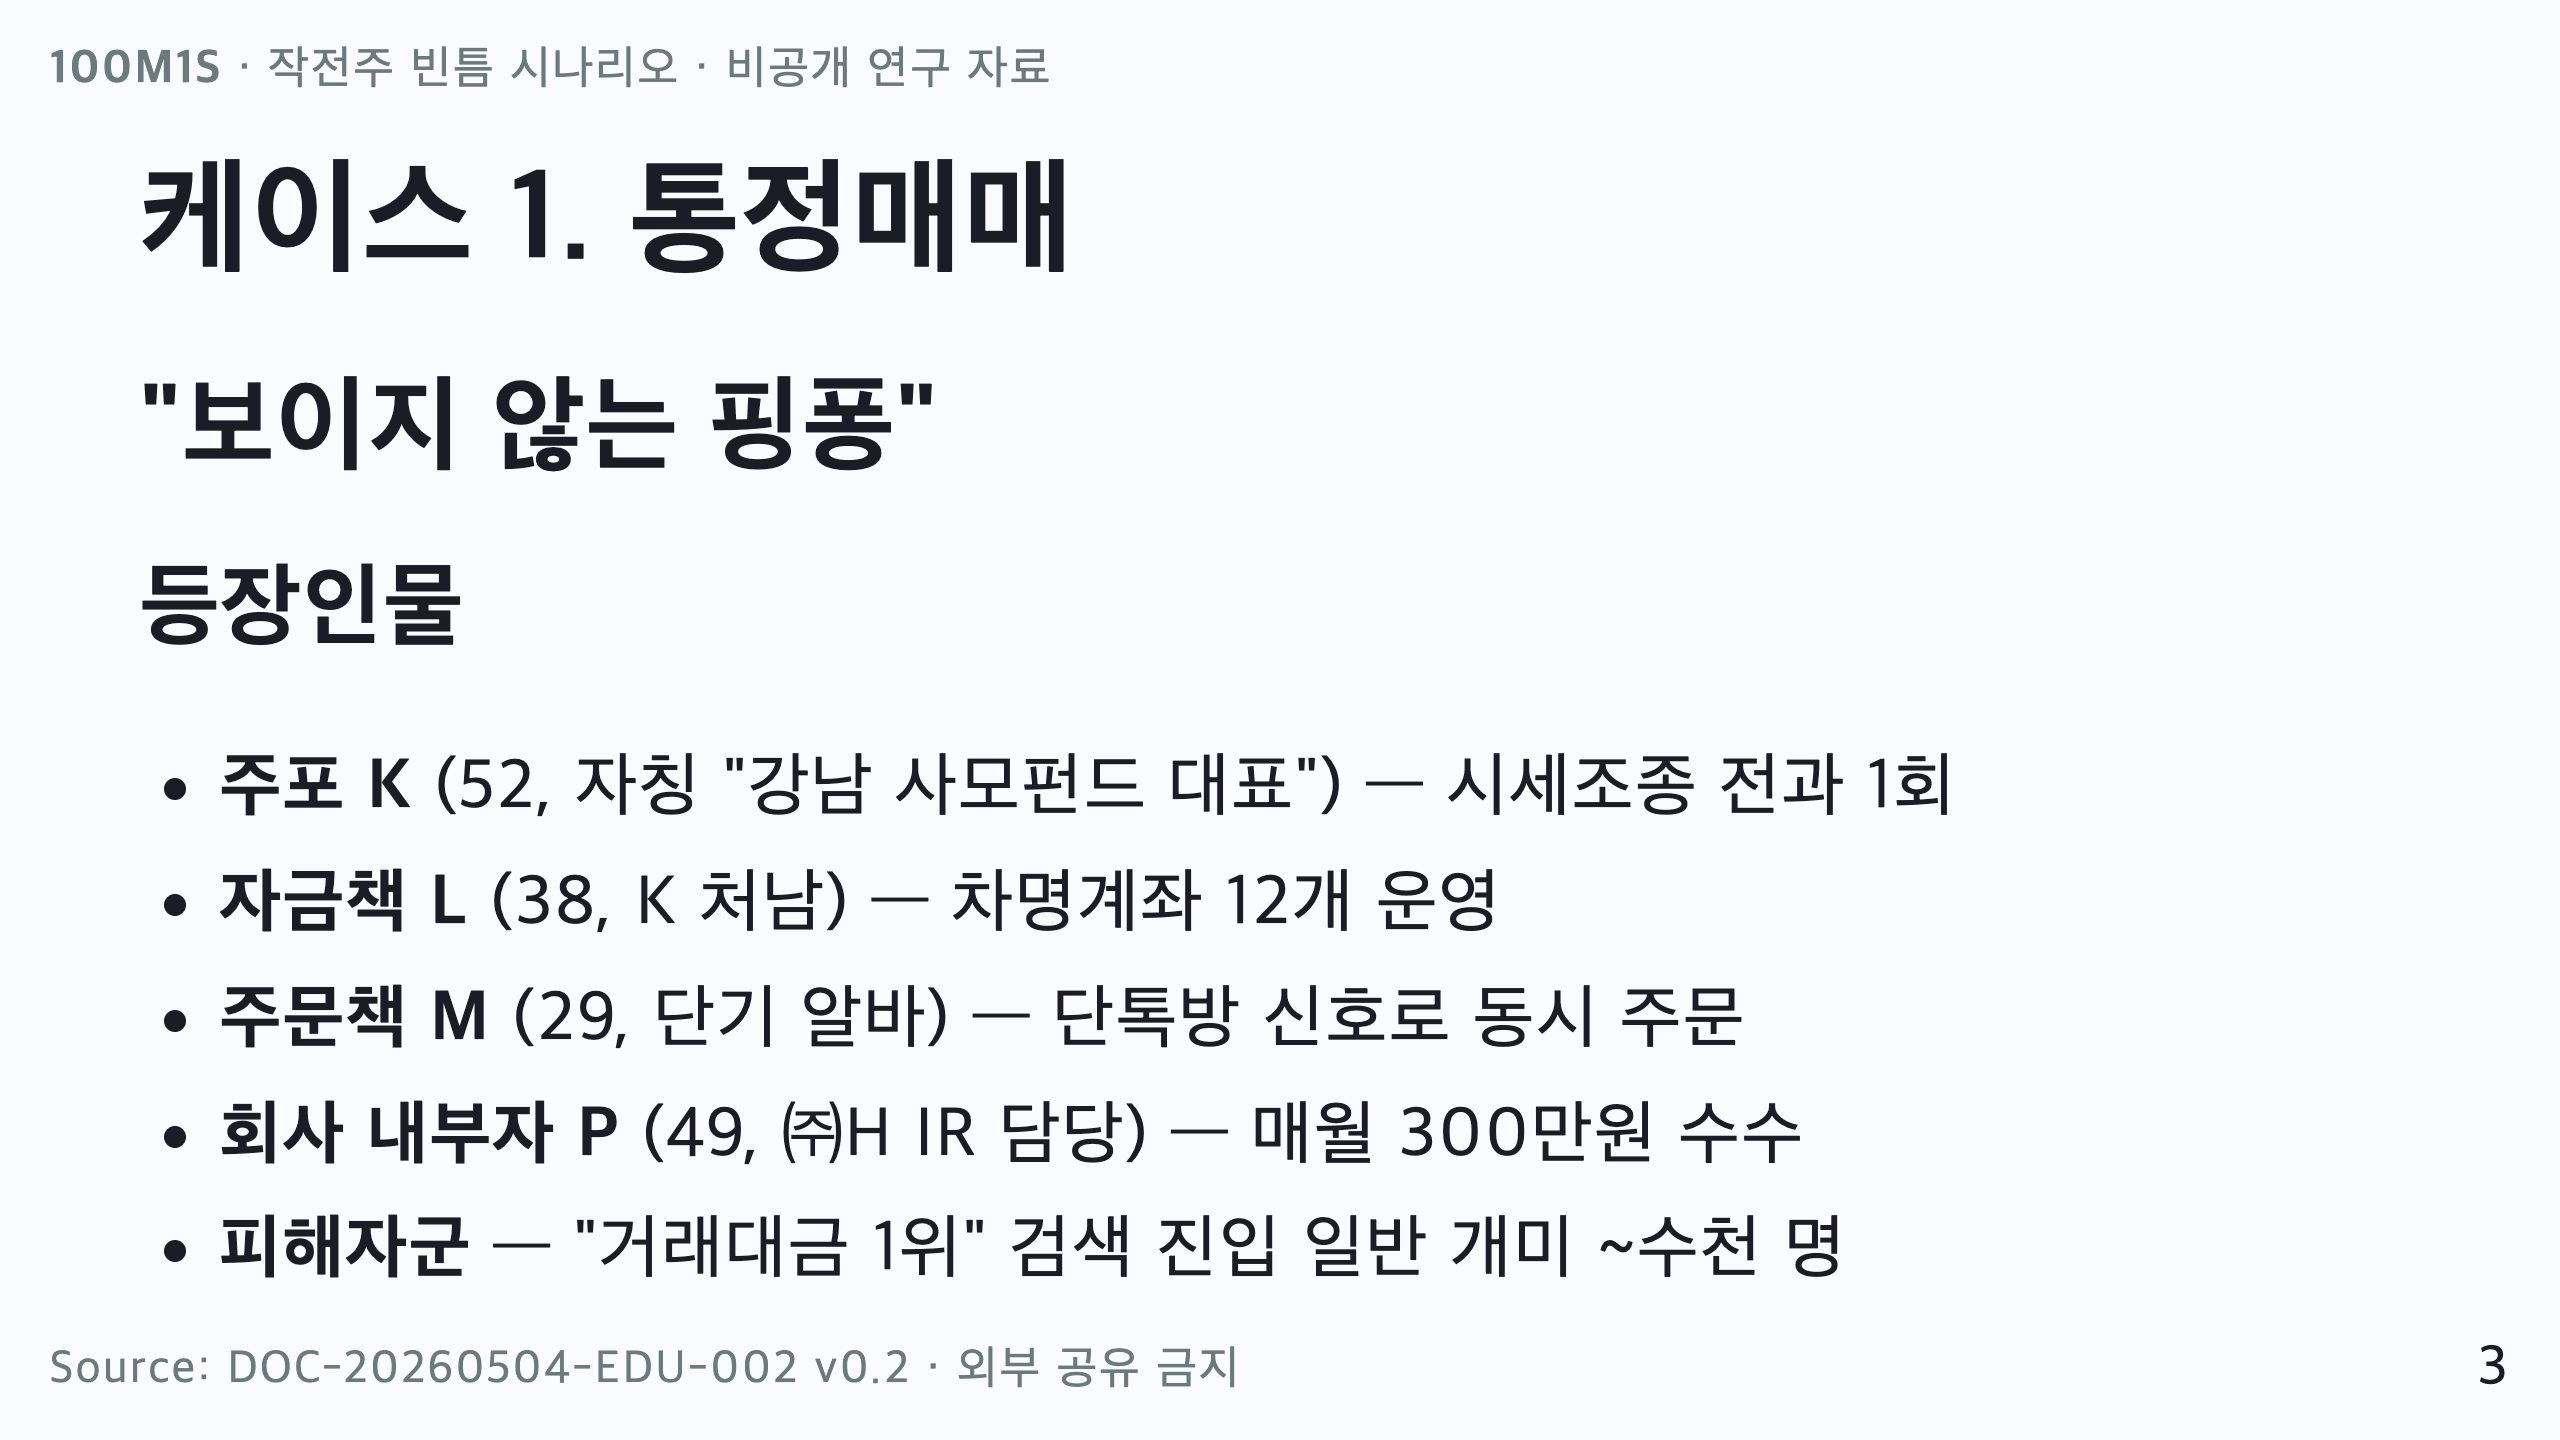 100M1S · 작전주 빈틈 시나리오 · 비공개 연구 자료
케이스 1. 통정매매
"보이지 않는 핑퐁"
등장인물
• 주포 K (52, 자칭 "강남 사모펀드 대표") — 시세조종 전과 1회
• 자금책 L (38, K 처남) — 차명계좌 12개 운영
• 주문책 M (29, 단기 알바) — 단톡방 신호로 동시 주문
• 회사 내부자 P (49, ㈜H IR 담당) — 매월 300만원 수수
• 피해자군 — "거래대금 1위" 검색 진입 일반 개미 ~수천 명
Source: DOC-20260504-EDU-002 v0.2 · 외부 공유 금지
3